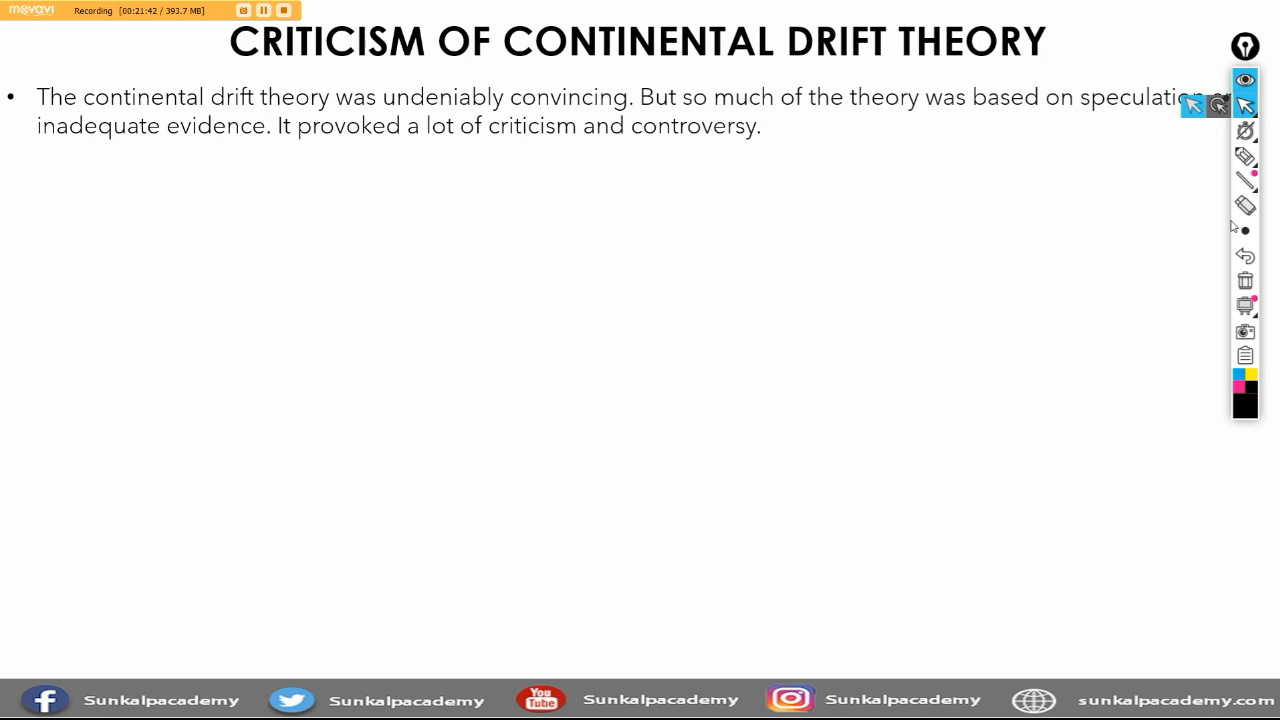 movavi
Recording [00:21:42 / 393.7 MB]
CRITICISM OF CONTINENTAL DRIFT THEORY
• The continental drift theory was undeniably convincing. But so much of the theory was based on
inadequate evidence. It provoked a lot of criticism and controversy.
Sunkalpacademy Sunkalpacademy You Tube Sunkalpacademy Sunkalpacademy sunkalpacademy.com